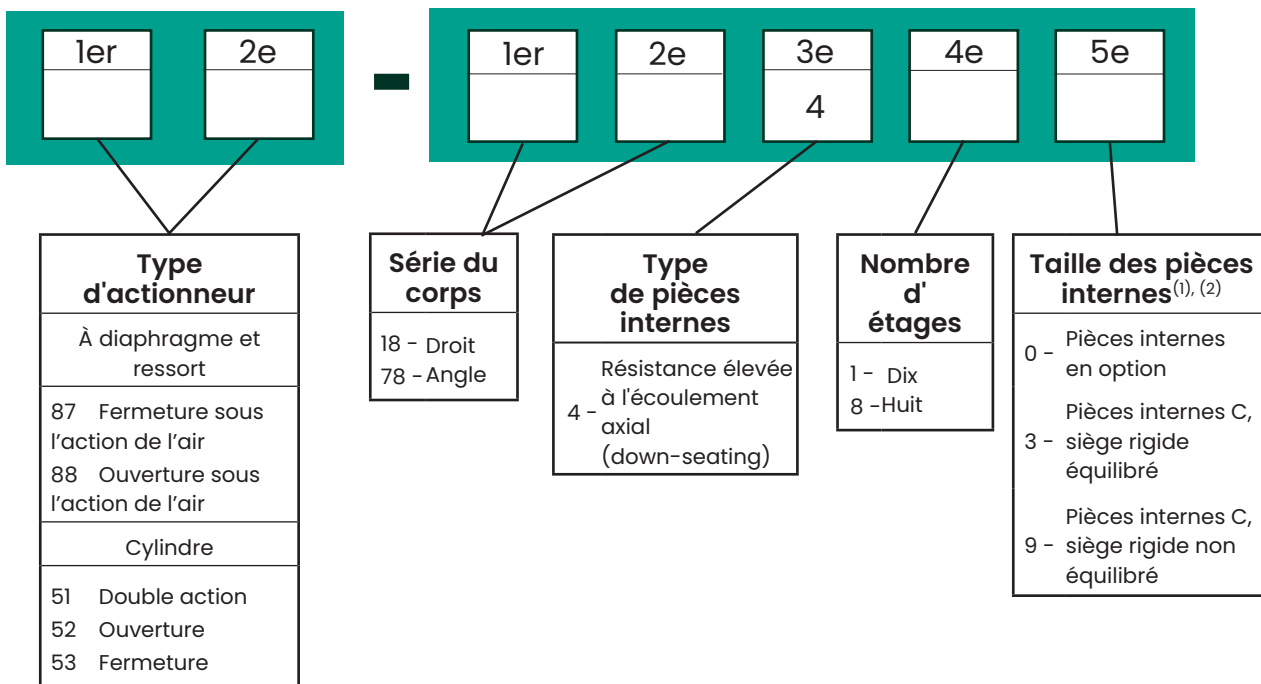 1er
2e
1er
2e
3e
4e
5e
4
Type
d'actionneur
À diaphragme et
ressort
87 Fermeture sous
l’action de l’air
88 Ouverture sous
l’action de l’air
Cylindre
51 Double action
52 Ouverture
53 Fermeture
Série du
corps
18 - Droit
78 - Angle
Type
de pièces
internes
4 - Résistance élevée
à l'écoulement
axial
(down-seating)
Nombre
d'
étages
1 - Dix
8 -Huit
Taille des pièces
internes(1), (2)
0 - Pièces internes
en option
3 - Pièces internes C,
siège rigide
équilibré
9 - Pièces internes C,
siège rigide non
équilibré